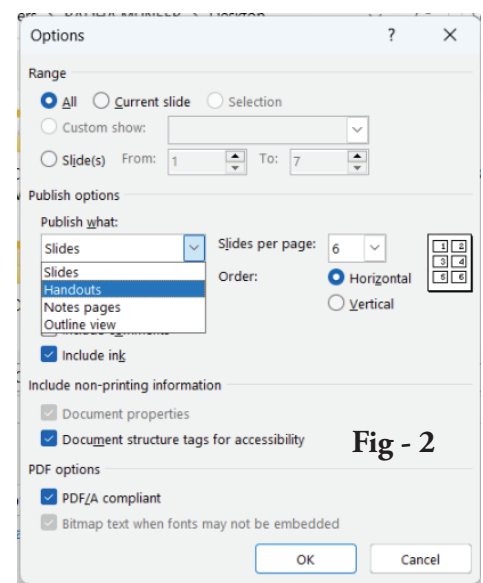 Options ?
Range
All Current slide Selection
Custom show:
Slide(s) From: 1 To: 7
Publish options
Publish what:
Slides Slides per page: 6
Slides
Handouts
Notes pages
Outline view
Order: Horizontal
Vertical
1 2
3 4
5 6
Include comments
Include ink
Include non-printing information
Document properties
Document structure tags for accessibility
Fig - 2
PDF options
PDF/A compliant
Bitmap text when fonts may not be embedded
OK Cancel